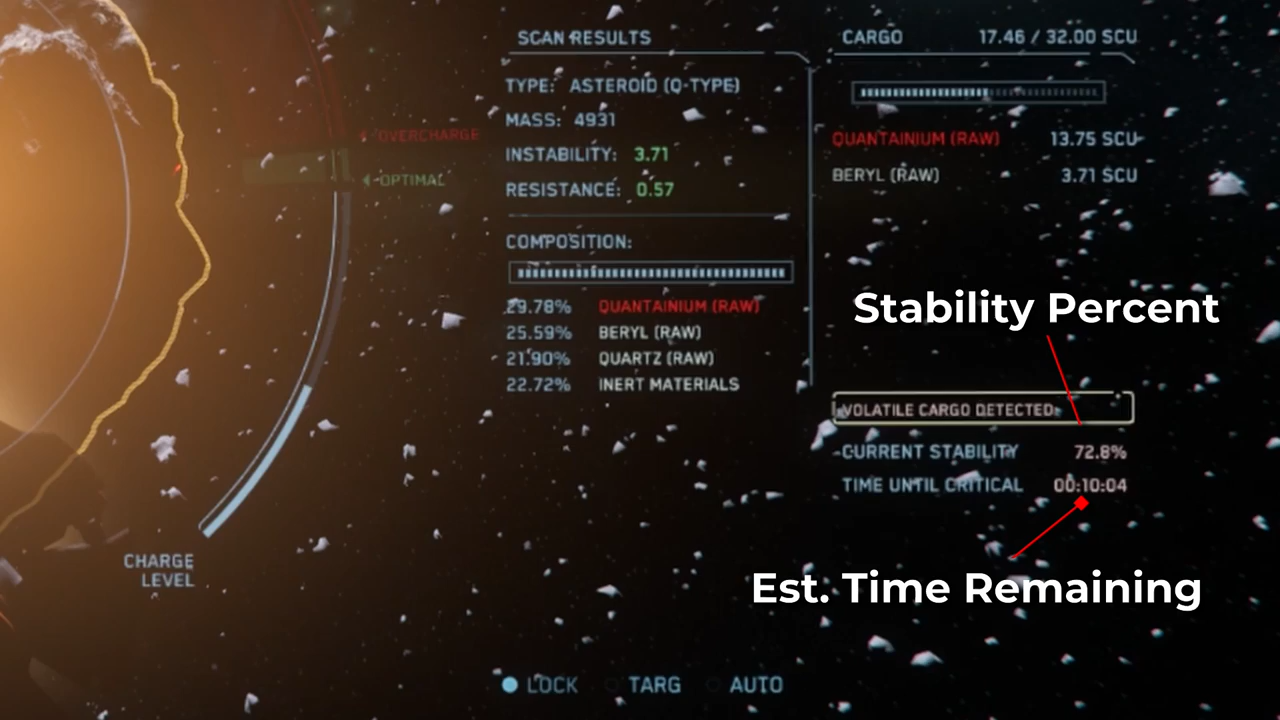 SCAN RESULTS
TYPE: ASTEROID (Q-TYPE)
MASS: 4931
INSTABILITY: 3.71
RESISTANCE: 0.57
COMPOSITION:
29.78% QUANTAINIUM (RAW)
25.59% BERYL (RAW)
21.90% QUARTZ (RAW)
22.72% INERT MATERIALS
CARGO 17.46 / 32.00 SCU
QUANTAINIUM (RAW) 13.75 SCU
BERYL (RAW) 3.71 SCU
Stability Percent
VOLATILE CARGO DETECTED:
CURRENT STABILITY 72.8%
TIME UNTIL CRITICAL 00:10:04
Est. Time Remaining
OVERCHARGE
OPTIMAL
CHARGE
LEVEL
LOCK TARG AUTO